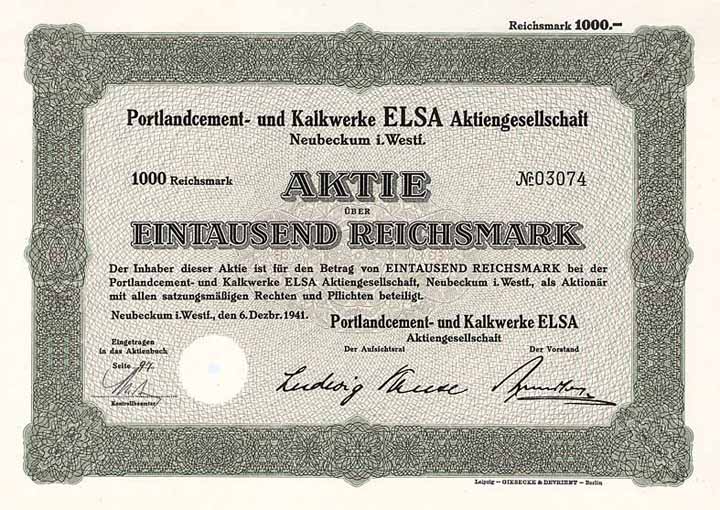 Reichsmark 1000.–
Portlandcement- und Kalkwerke ELSA Aktiengesellschaft
Neubeckum i. Westf.
1000 Reichsmark
AKTIE
№ 03074
ÜBER
EINTAUSEND REICHSMARK
Der Inhaber dieser Aktie ist für den Betrag von EINTAUSEND REICHSMARK bei der
Portlandcement- und Kalkwerke ELSA Aktiengesellschaft, Neubeckum i. Westf., als Aktionär
mit allen satzungsmäßigen Rechten und Pflichten beteiligt.
Neubeckum i. Westf., den 6. Dezbr. 1941.
Portlandcement- und Kalkwerke ELSA
Aktiengesellschaft
Der Aufsichtsrat
Der Vorstand
Eingetragen
in das Aktienbuch
Seite 97
Kontrollbeamter
Ludwig
Leipzig – GIESECKE & DEVRIENT – Berlin